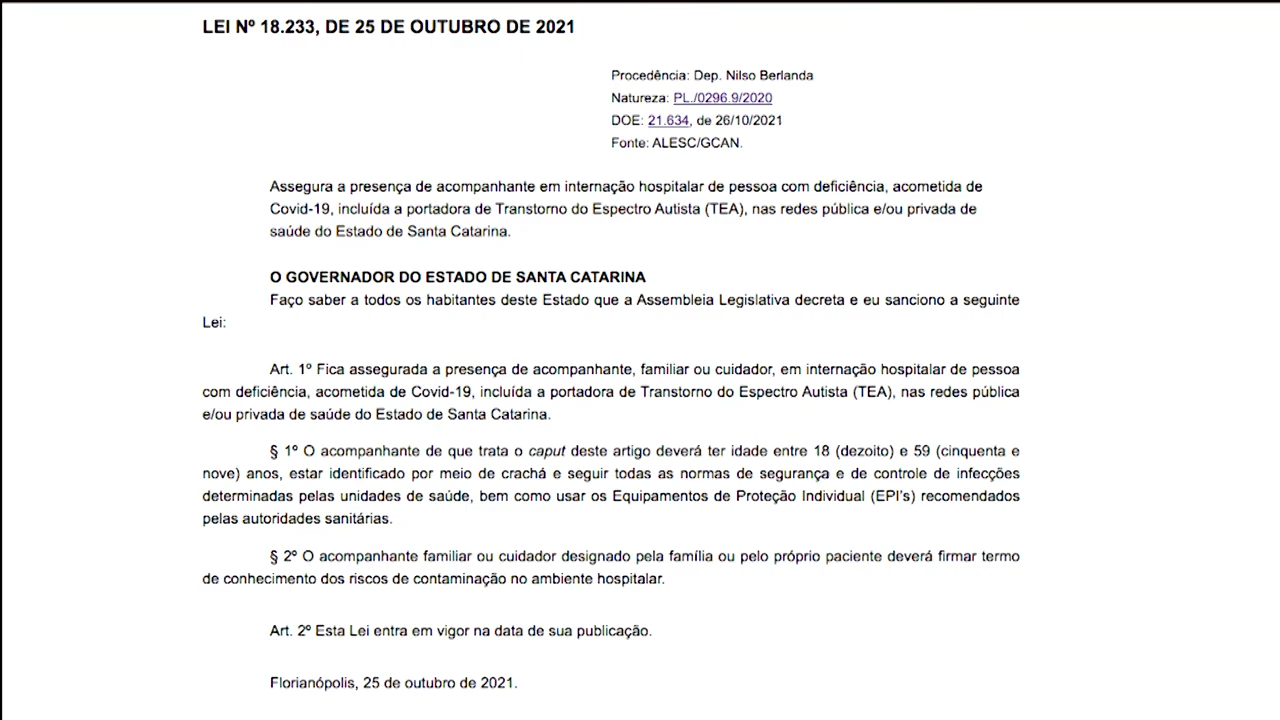 LEI Nº 18.233, DE 25 DE OUTUBRO DE 2021
Procedência: Dep. Nilso Berlanda
Natureza: PL./0296.9/2020
DOE: 21.634, de 26/10/2021
Fonte: ALESC/GCAN.
Assegura a presença de acompanhante em internação hospitalar de pessoa com deficiência, acometida de
Covid-19, incluída a portadora de Transtorno do Espectro Autista (TEA), nas redes pública e/ou privada de
saúde do Estado de Santa Catarina.
O GOVERNADOR DO ESTADO DE SANTA CATARINA
Faço saber a todos os habitantes deste Estado que a Assembleia Legislativa decreta e eu sanciono a seguinte
Lei:
Art. 1º Fica assegurada a presença de acompanhante, familiar ou cuidador, em internação hospitalar de pessoa
com deficiência, acometida de Covid-19, incluída a portadora de Transtorno do Espectro Autista (TEA), nas redes pública
e/ou privada de saúde do Estado de Santa Catarina.
§ 1º O acompanhante de que trata o caput deste artigo deverá ter idade entre 18 (dezoito) e 59 (cinquenta e
nove) anos, estar identificado por meio de crachá e seguir todas as normas de segurança e de controle de infecções
determinadas pelas unidades de saúde, bem como usar os Equipamentos de Proteção Individual (EPI's) recomendados
pelas autoridades sanitárias.
§ 2º O acompanhante familiar ou cuidador designado pela família ou pelo próprio paciente deverá firmar termo
de conhecimento dos riscos de contaminação no ambiente hospitalar.
Art. 2º Esta Lei entra em vigor na data de sua publicação.
Florianópolis, 25 de outubro de 2021.